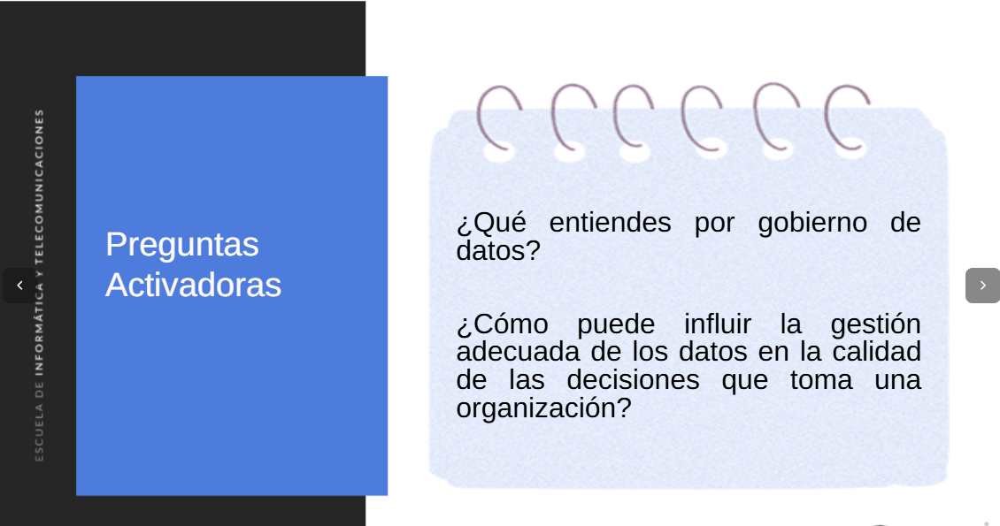 ESCUELA DE INFORMÁTICA Y TELECOMUNICACIONES
Preguntas
Activadoras
¿Qué entiendes por gobierno de
datos?
¿Cómo puede influir la gestión
adecuada de los datos en la calidad
de las decisiones que toma una
organización?